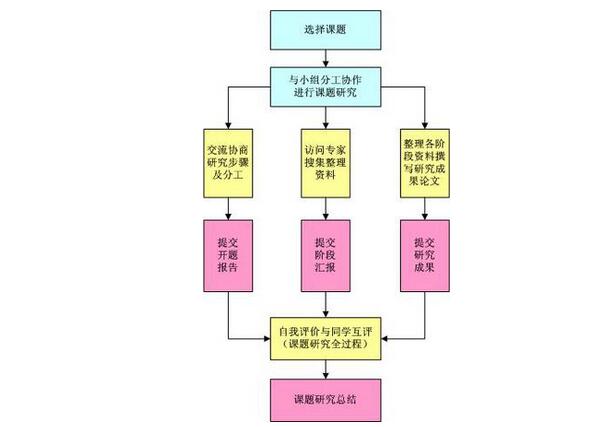 选择课题
与小组分工协作
进行课题研究
交流协商
研究步骤
及分工
访问专家
搜集整理
资料
整理各阶
段资料撰
写研究成
果论文
提交
开题
报告
提交
阶段
汇报
提交
研究
成果
自我评价与同学互评
（课题研究全过程）
课题研究总结